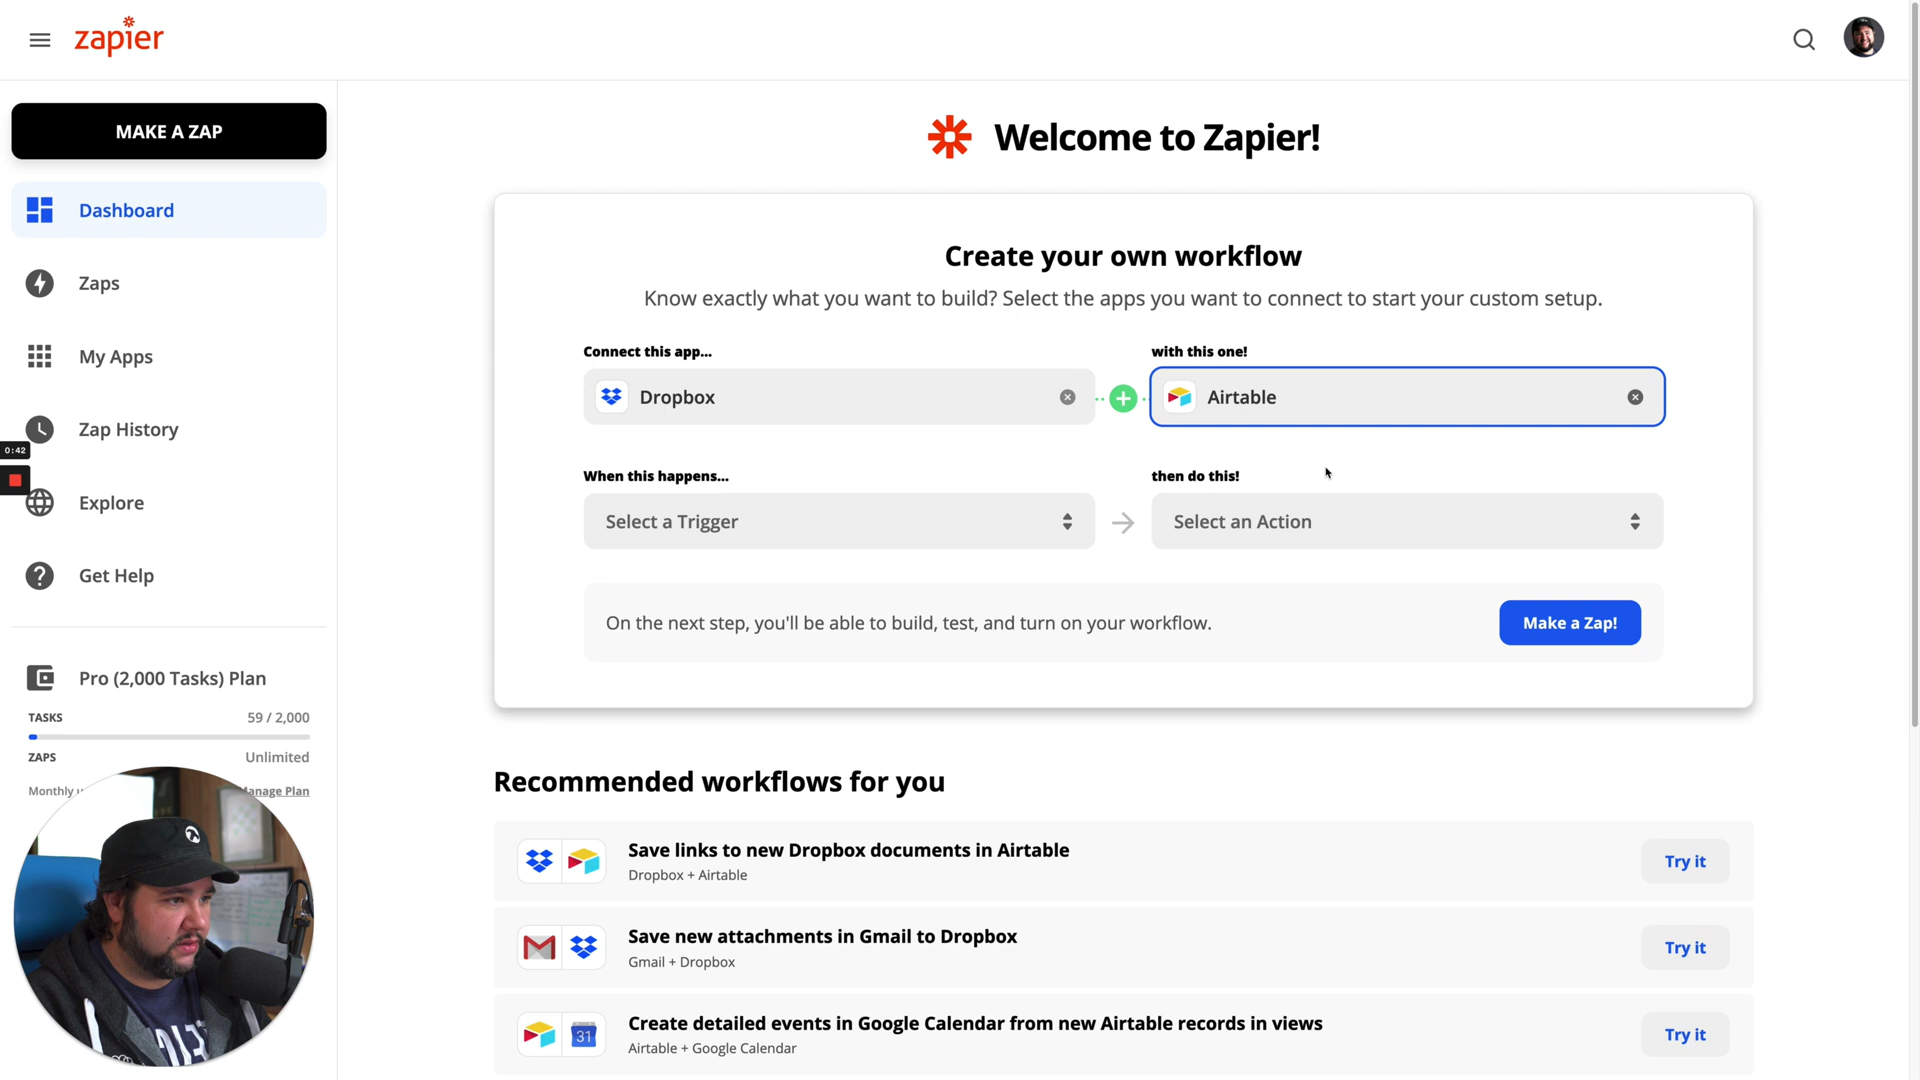 zapier
MAKE A ZAP
Dashboard
Zaps
My Apps
Zap History
0:42
Explore
Get Help
Pro (2,000 Tasks) Plan
TASKS 59 / 2,000
ZAPS Unlimited
Monthly
Manage Plan
Welcome to Zapier!
Create your own workflow
Know exactly what you want to build? Select the apps you want to connect to start your custom setup.
Connect this app... with this one!
Dropbox Airtable
When this happens... then do this!
Select a Trigger Select an Action
On the next step, you'll be able to build, test, and turn on your workflow. Make a Zap!
Recommended workflows for you
Save links to new Dropbox documents in Airtable
Dropbox + Airtable
Try it
Save new attachments in Gmail to Dropbox
Gmail + Dropbox
Try it
31
Create detailed events in Google Calendar from new Airtable records in views
Airtable + Google Calendar
Try it